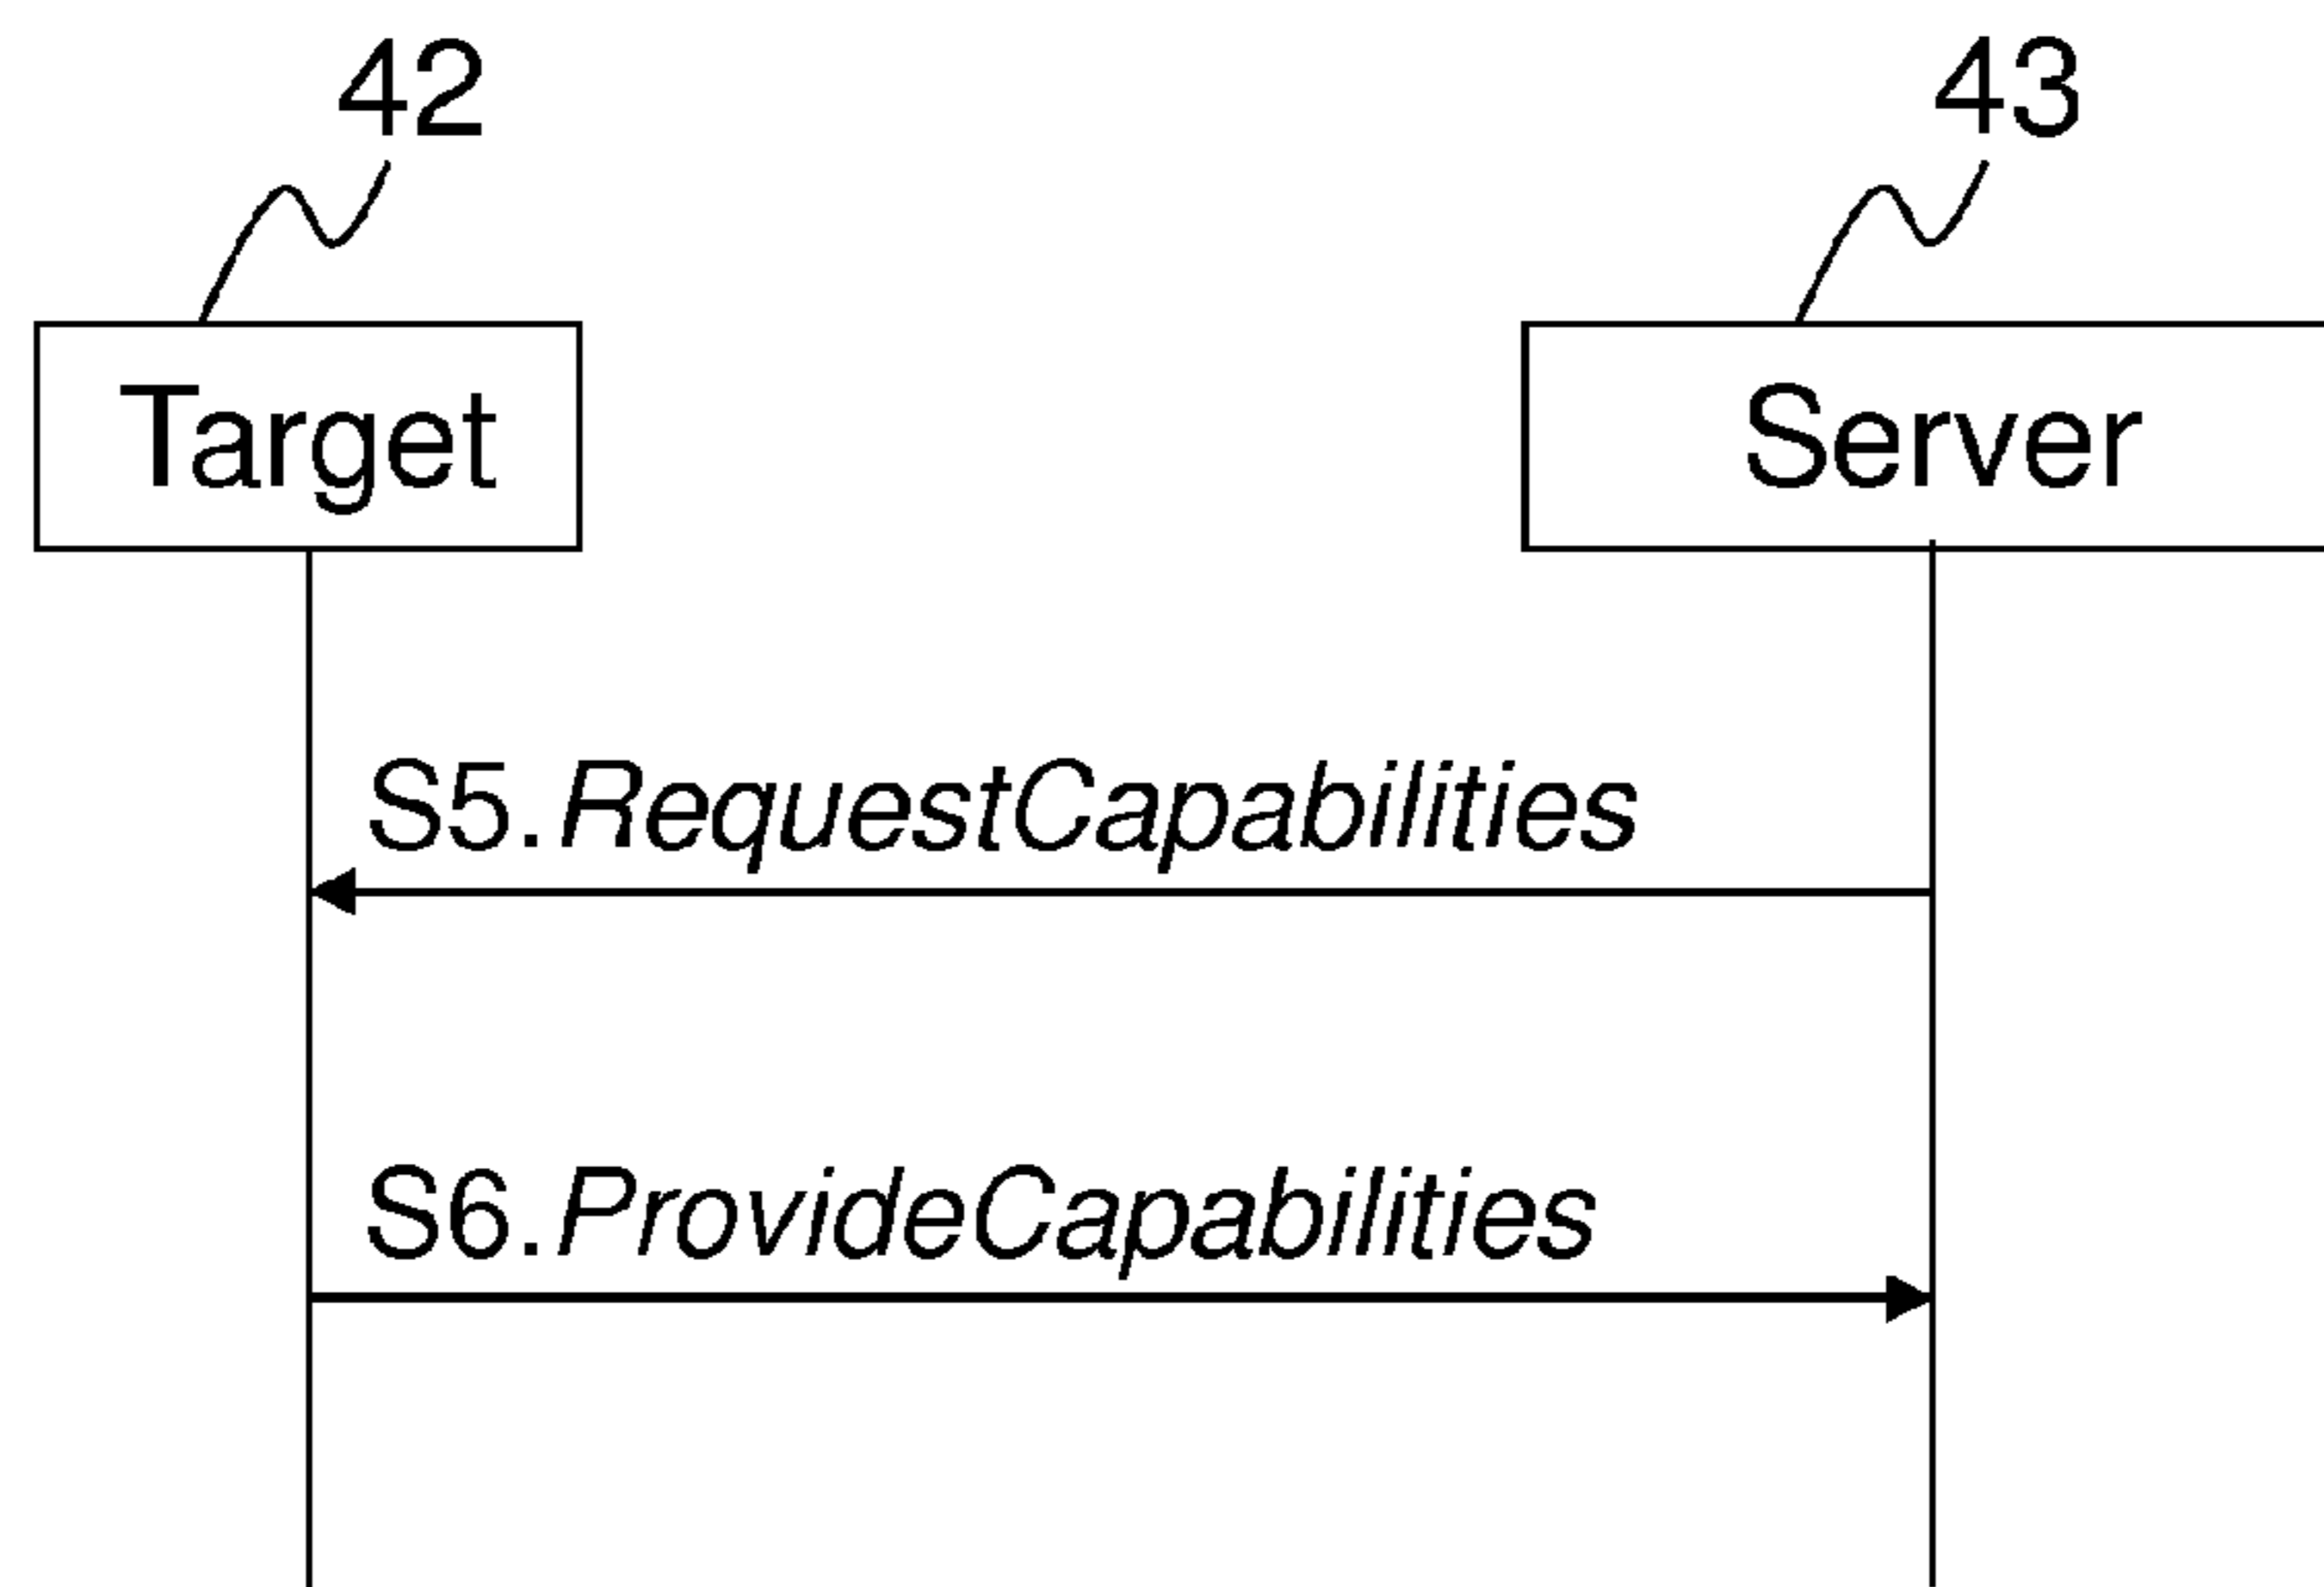 42
43
Target
Server
S5.RequestCapabilities
S6.ProvideCapabilities